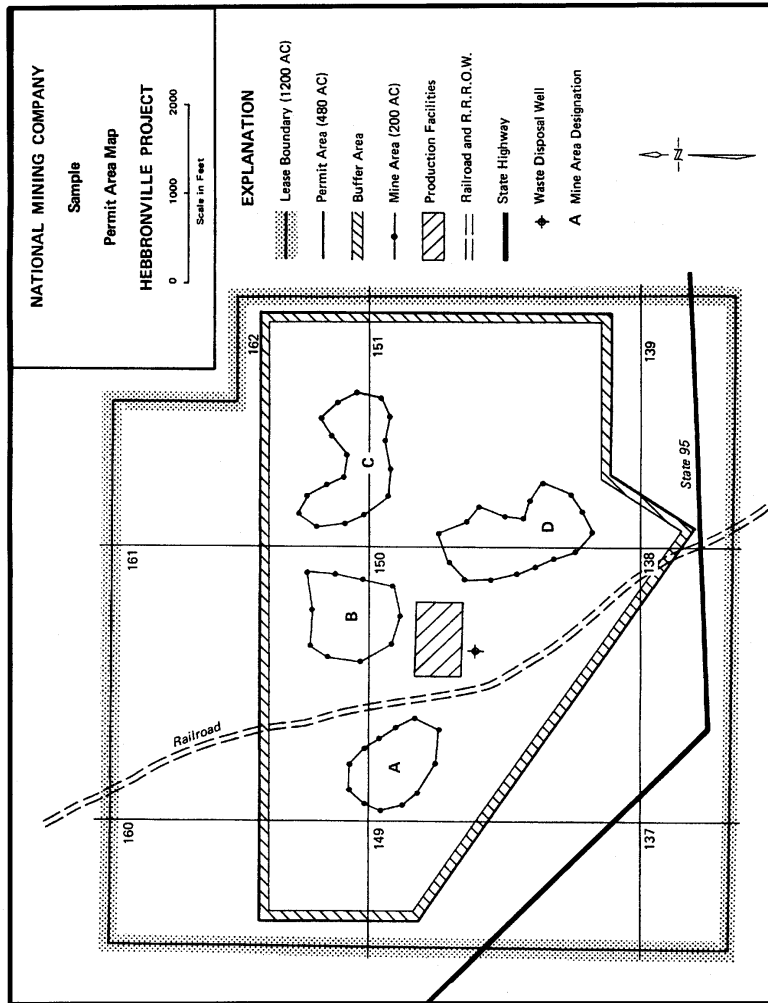 NATIONAL MINING COMPANY
Sample
Permit Area Map
HEBBRONVILLE PROJECT
0 1000 2000
Scale in Feet
EXPLANATION
Lease Boundary (1200 AC)
Permit Area (480 AC)
Buffer Area
Mine Area (200 AC)
Production Facilities
Railroad and R.R.R.O.W.
State Highway
Waste Disposal Well
A Mine Area Designation
N
160
161
162
Railroad
A
B
C
D
149
150
151
137
138
139
State 95